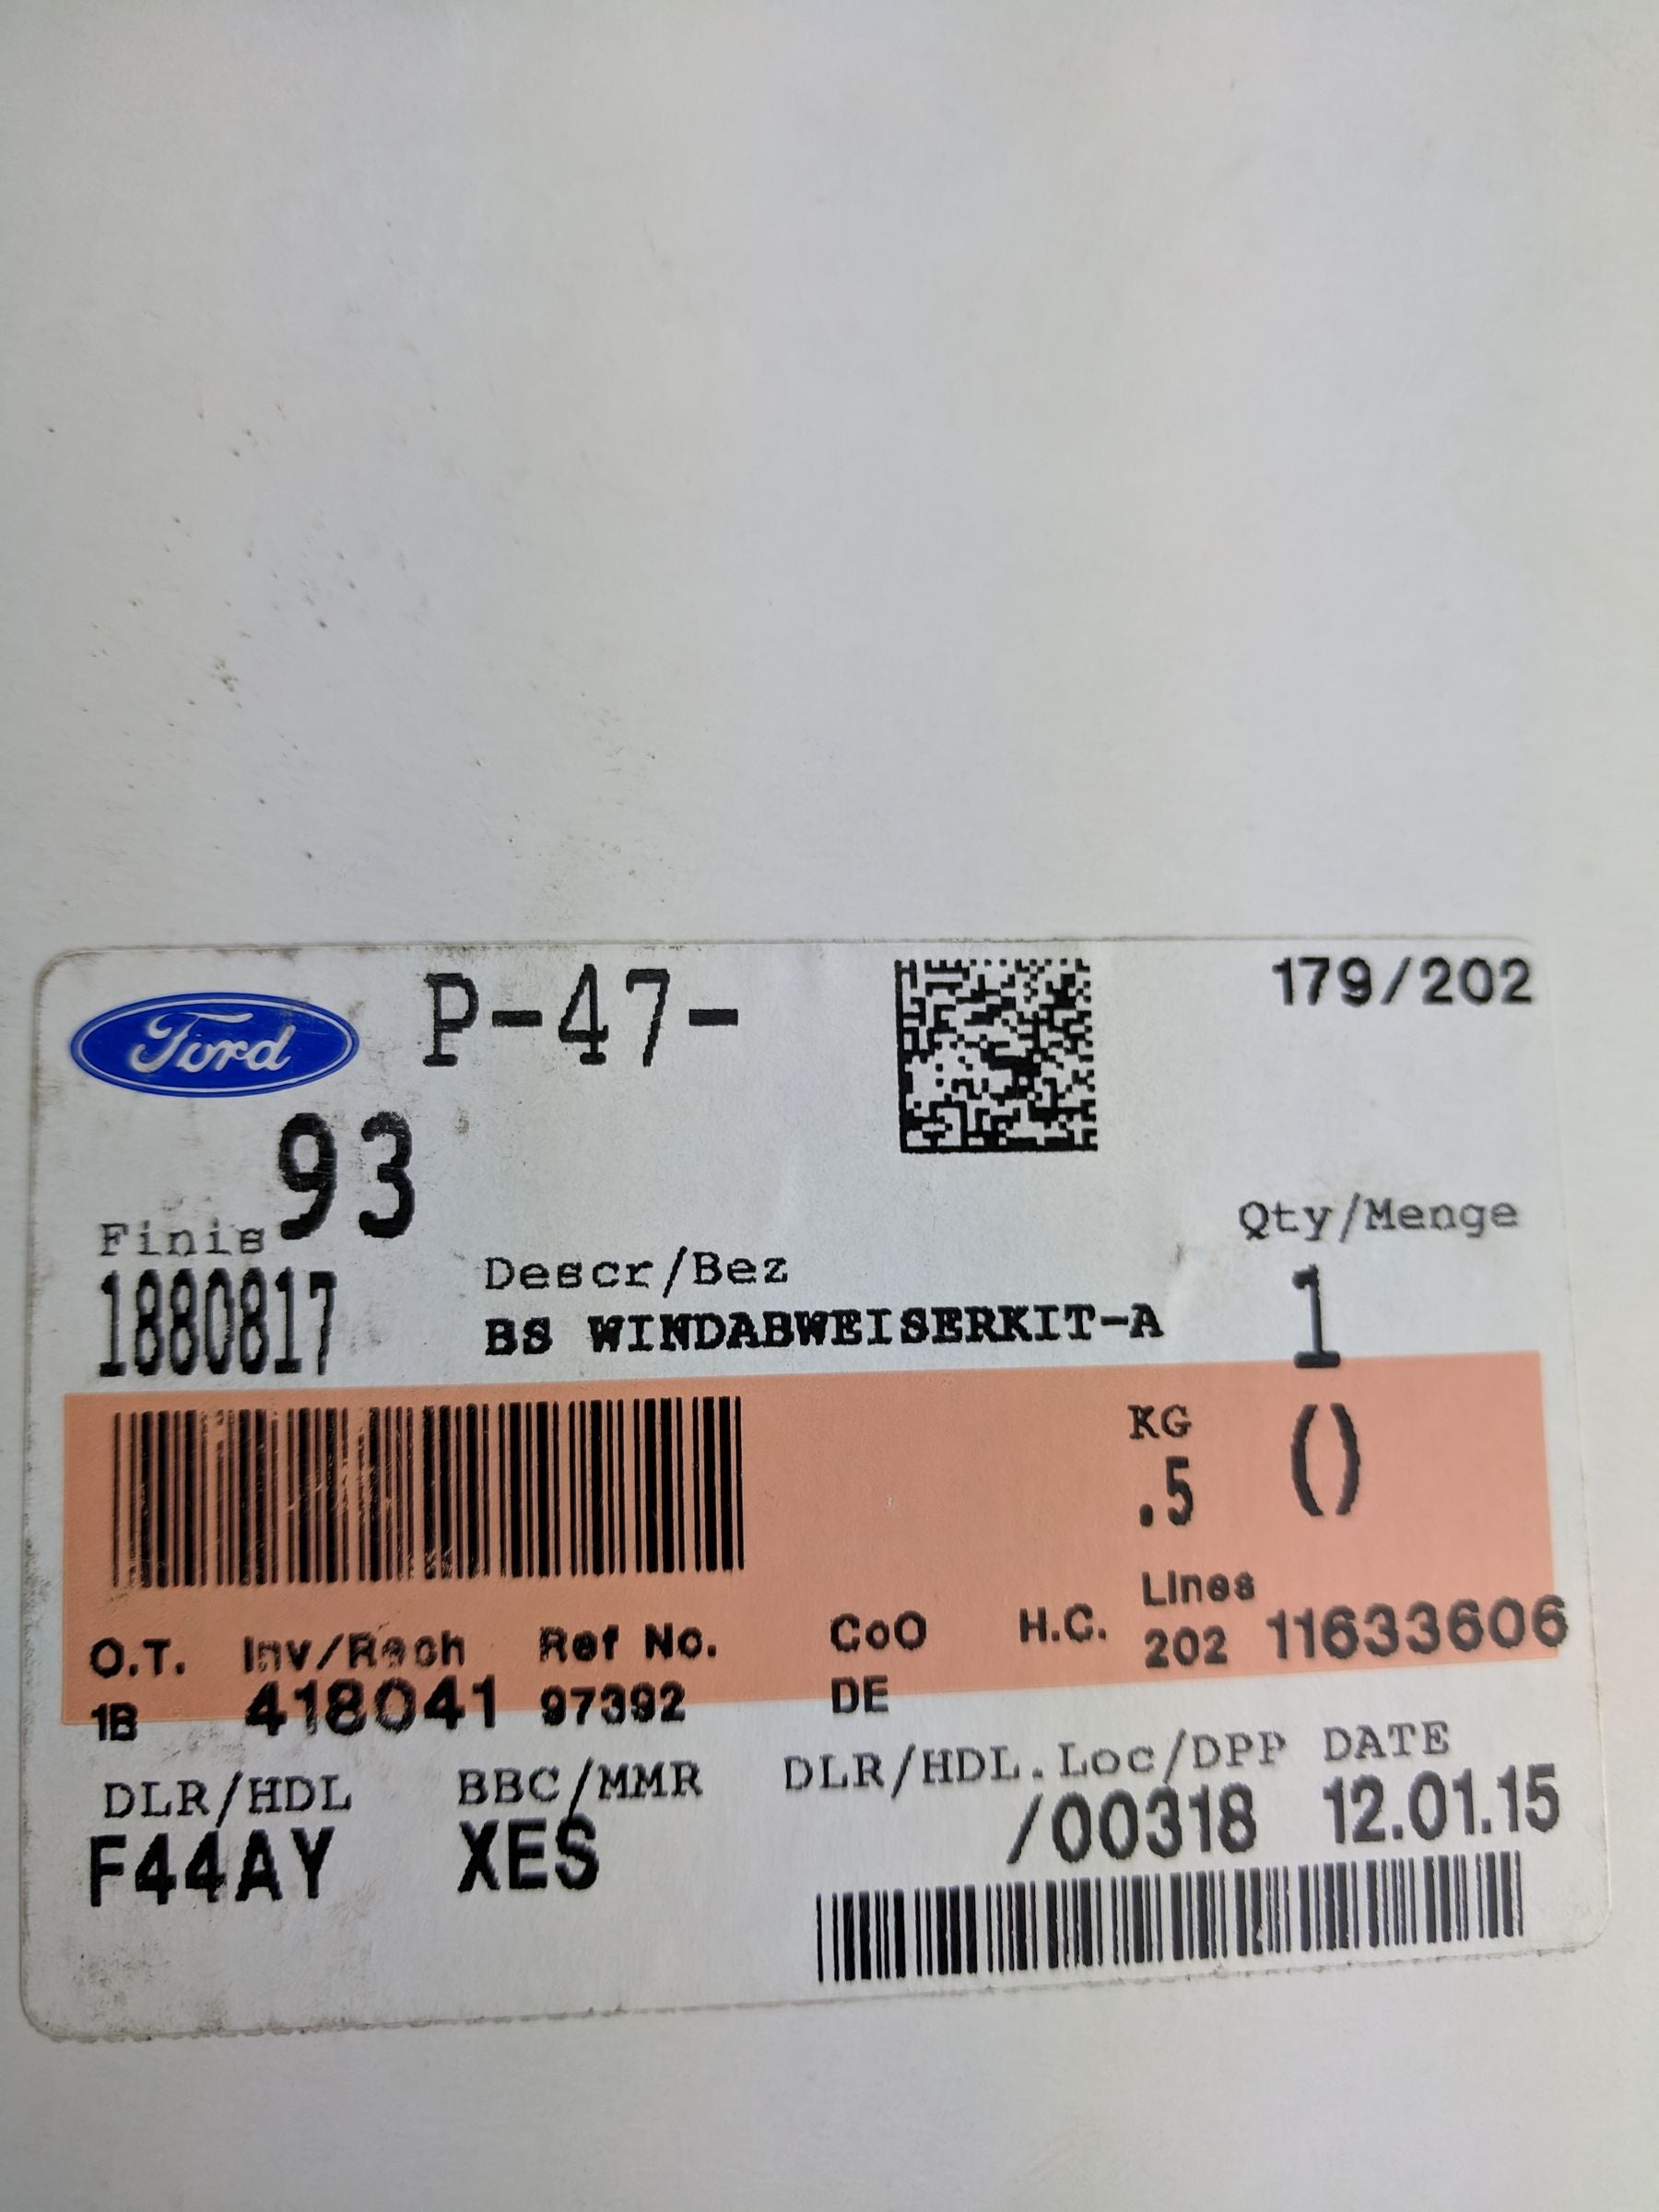 Ford P-47- 179/202
93
Finis Descr/Bez Qty/Menge
1880817 BS WINDABWEISERKIT-A 1
KG ()
.5
O.T. Inv/Rech Ref No. CoO H.C. Lines
1B 418041 97392 DE 202 11633606
DLR/HDL BBC/MMR DLR/HDL.Loc/DPP DATE
F44AY XES /00318 12.01.15